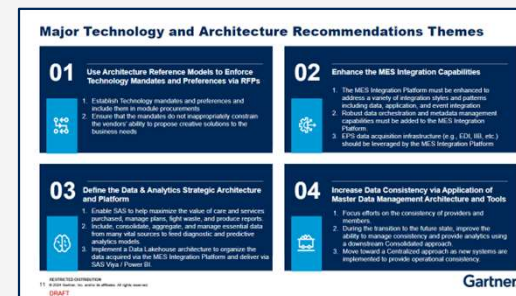 Major Technology and Architecture Recommendations Themes
01
Use Architecture Reference Models to Enforce
Technology Mandates and Preferences via RFPs
1. Establish Technology mandates and preferences and
include them in module procurements
2. Ensure that the mandates do not inappropriately constrain
the vendors' ability to propose creative solutions to the
business needs
02
Enhance the MES Integration Capabilities
1. The MES Integration Platform must be enhanced to
address a variety of integration styles and patterns
including data, application, and event integration
2. Robust data orchestration and metadata management
capabilities must be added to the MES Integration
Platform.
3. EPS data acquisition infrastructure (e.g., EDI, IIB, etc.)
should be leveraged by the MES Integration Platform
03
Define the Data & Analytics Strategic Architecture
and Platform
1. Enable SAS to help maximize the value of care and services
purchased, manage plans, fight waste, and produce reports.
2. Include, consolidate, aggregate, and manage essential data
from many vital sources to feed diagnostic and predictive
analytics models.
3. Implement a Data Lakehouse architecture to organize the
data acquired via the MES Integration Platform and deliver via
SAS Viya / Power BI.
04
Increase Data Consistency via Application of
Master Data Management Architecture and Tools
1. Focus efforts on the consistency of providers and
members.
2. During the transition to the future state, improve the
ability to manage consistency and provide analytics using
a downstream Consolidated approach.
3. Move toward a Centralized approach as new systems are
implemented to provide operational consistency.
RESTRICTED DISTRIBUTION
11 © 2024 Gartner, Inc. and/or its affiliates. All rights reserved.
DRAFT
Gartner